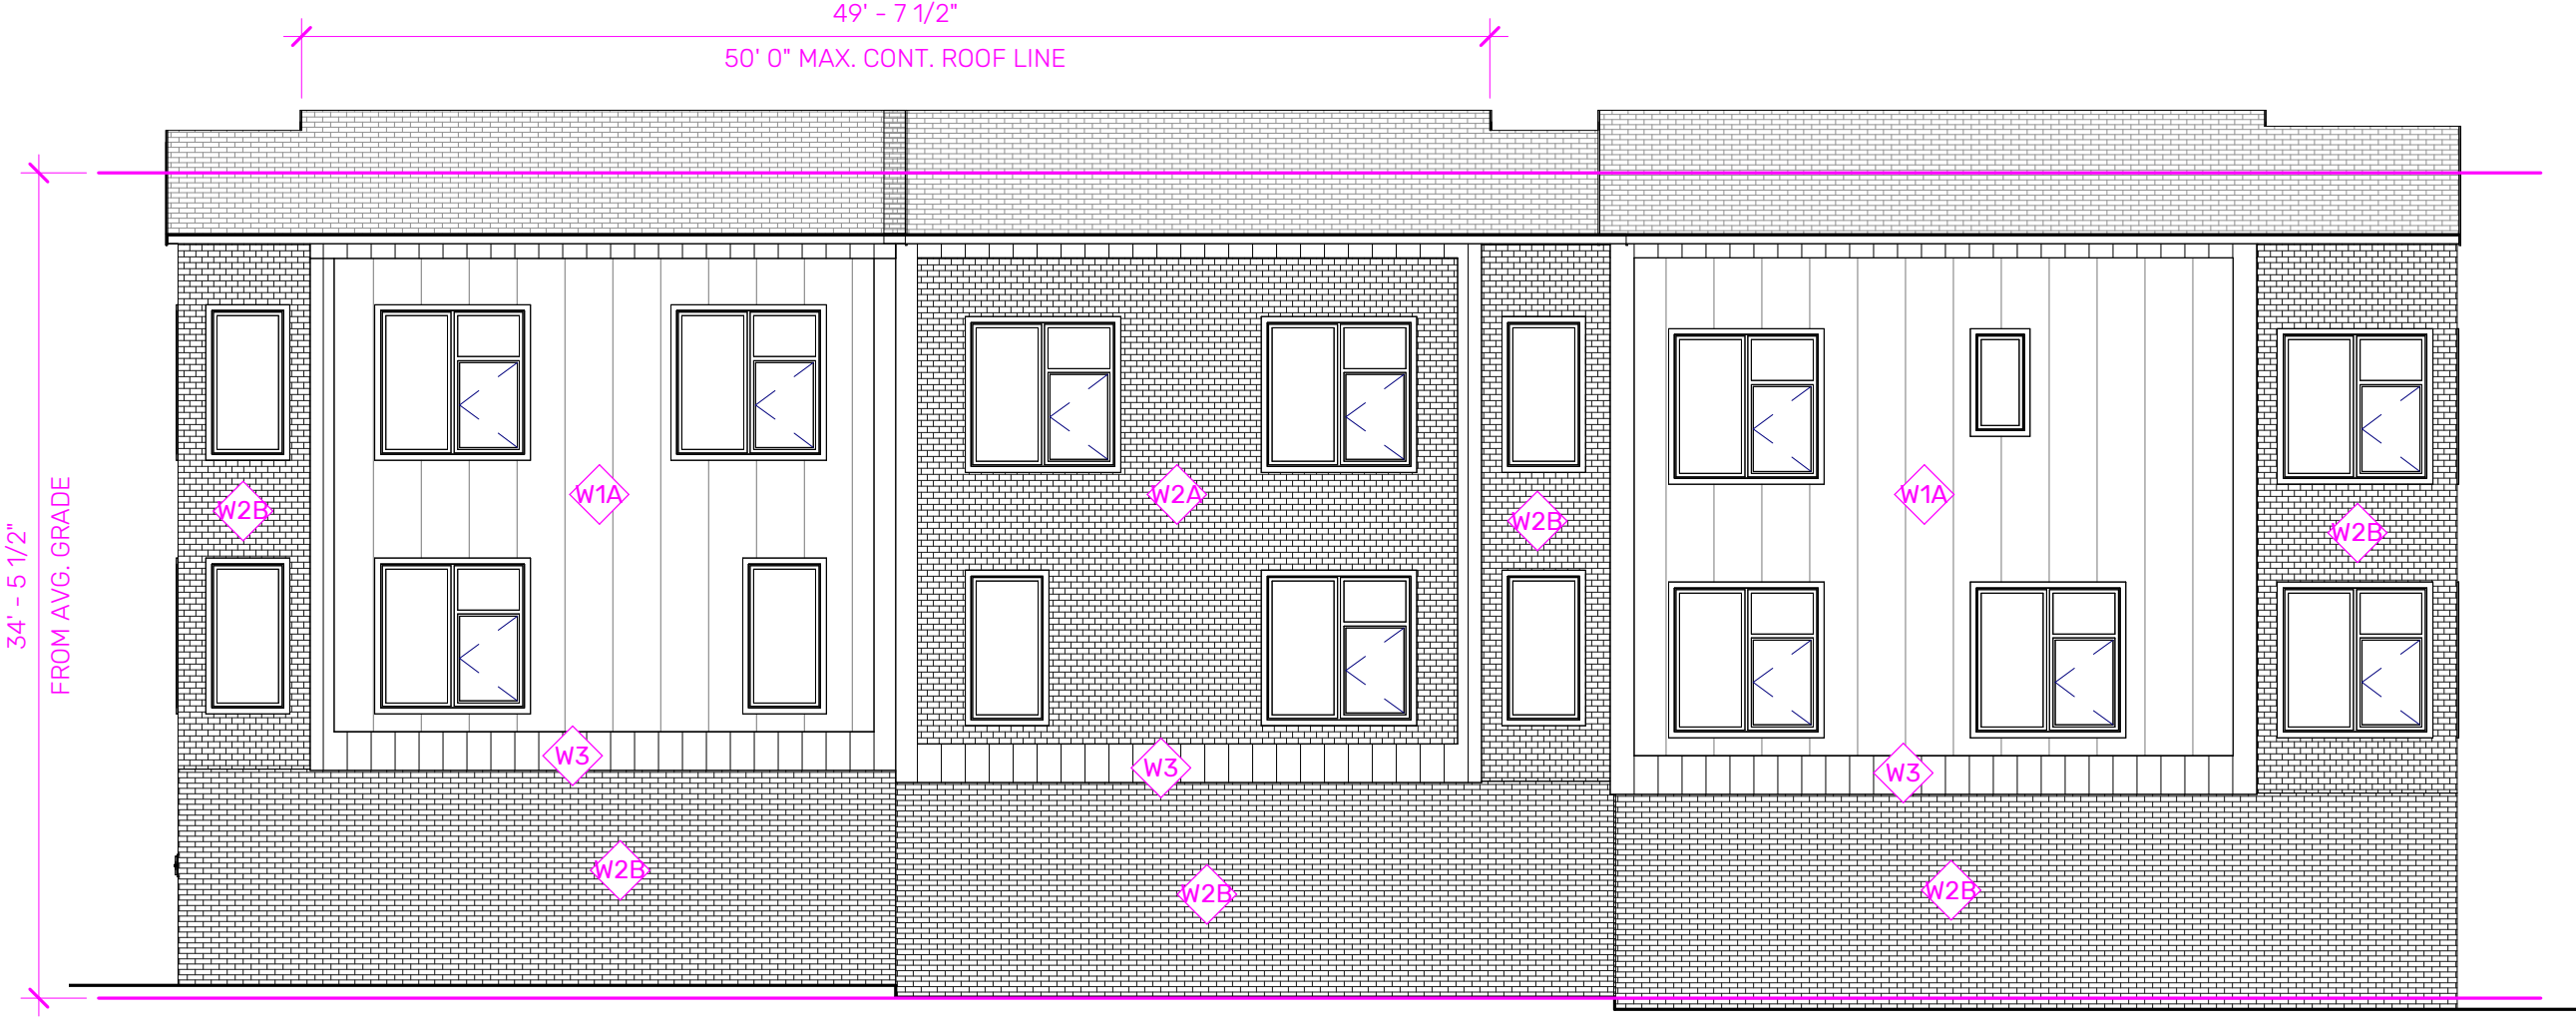 49' - 7 1/2"
50' 0" MAX. CONT. ROOF LINE
34' - 5 1/2"
FROM AVG. GRADE
W2B
W1A
W2A
W2B
W1A
W2B
W3
W3
W3
W2B
W2B
W2B